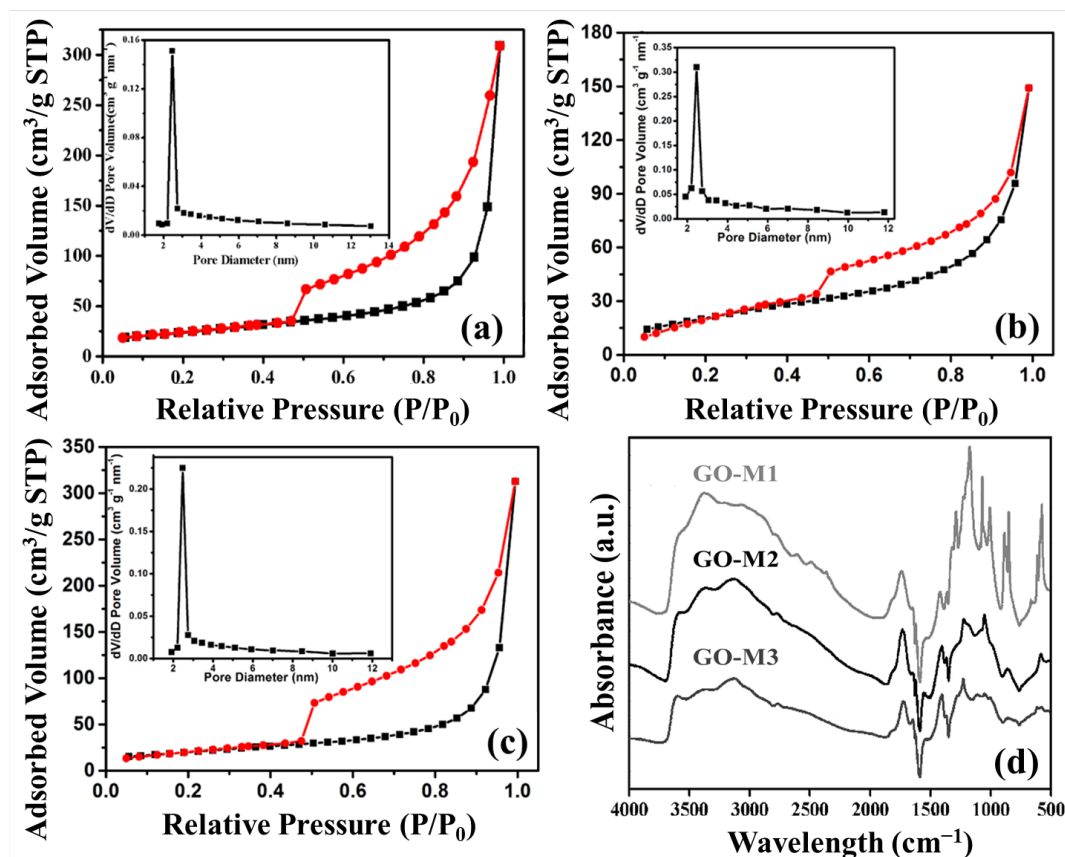 Adsorbed Volume (cm³/g STP)
300
250
200
150
100
50
0
0.0 0.2 0.4 0.6 0.8 1.0
Relative Pressure (P/P₀)
(a)
dV/dD Pore Volume(cm³ g⁻¹ nm⁻¹)
0.16
0.12
0.08
0.04
0.00
2 4 6 8 10 12 14
Pore Diameter (nm)
Adsorbed Volume (cm³/g STP)
180
150
120
90
60
30
0
0.0 0.2 0.4 0.6 0.8 1.0
Relative Pressure (P/P₀)
(b)
dV/dD Pore Volume (cm³ g⁻¹ nm⁻¹)
0.35
0.30
0.25
0.20
0.15
0.10
0.05
0.00
2 4 6 8 10 12
Pore Diameter (nm)
Adsorbed Volume (cm³/g STP)
350
300
250
200
150
100
50
0
0.0 0.2 0.4 0.6 0.8 1.0
Relative Pressure (P/P₀)
(c)
dV/dD Pore Volume (cm³ g⁻¹ nm⁻¹)
0.20
0.15
0.10
0.05
0.00
2 4 6 8 10 12
Pore Diameter (nm)
Absorbance (a.u.)
GO-M1
GO-M2
GO-M3
(d)
4000 3500 3000 2500 2000 1500 1000 500
Wavelength (cm⁻¹)